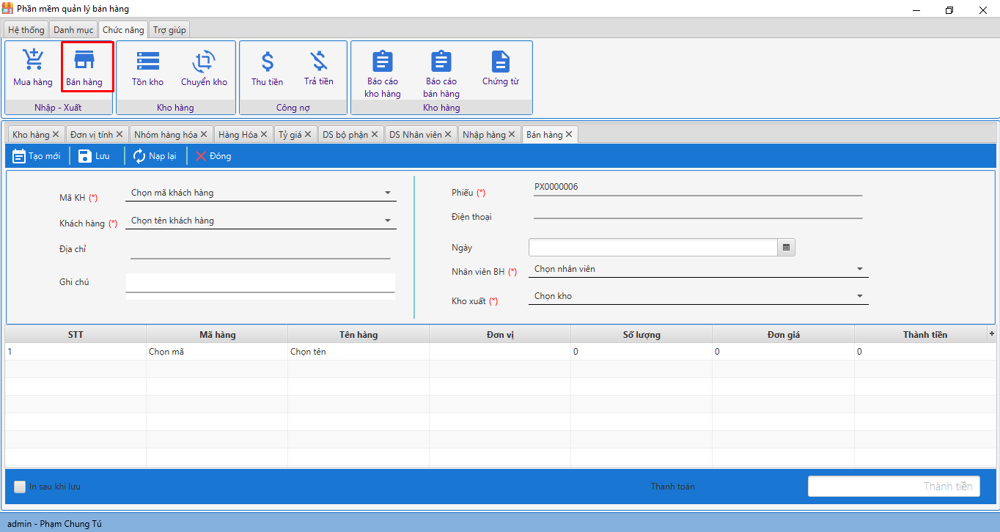 Phần mềm quản lý bán hàng
Hệ thống Danh mục Chức năng Trợ giúp
Mua hàng Bán hàng Tồn kho Chuyển kho Thu tiền Trả tiền Báo cáo kho hàng Báo cáo bán hàng Chứng từ
Nhập - Xuất Kho hàng Công nợ Kho hàng
Kho hàng Đơn vị tính Nhóm hàng hóa Hàng Hóa Tỷ giá DS bộ phận DS Nhân viên Nhập hàng Bán hàng
Tạo mới Lưu Nạp lại Đóng
Mã KH (*) Chọn mã khách hàng
Khách hàng (*) Chọn tên khách hàng
Địa chỉ
Ghi chú
Phiếu (*) PX0000006
Điện thoại
Ngày
Nhân viên BH (*) Chọn nhân viên
Kho xuất (*) Chọn kho
STT Mã hàng Tên hàng Đơn vị Số lượng Đơn giá Thành tiền +
1 Chọn mã Chọn tên 0 0 0
In sau khi lưu Thanh toán Thành tiền
admin - Phạm Chung Tú